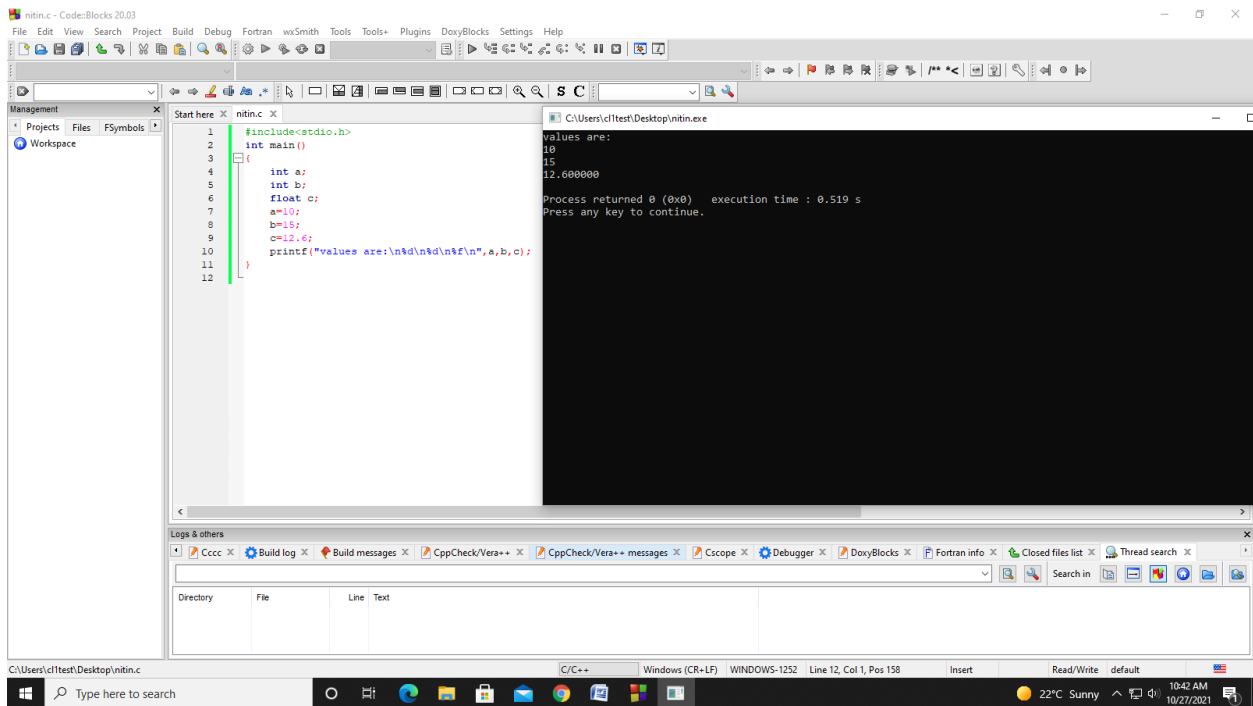 nitin.c - Code::Blocks 20.03
File Edit View Search Project Build Debug Fortran wxSmith Tools Tools+ Plugins DoxyBlocks Settings Help
/** *<
.*
S C
Management
Projects Files FSymbols
Workspace
Start here X nitin.c X
1 #include<stdio.h>
2 int main()
3 {
4 int a;
5 int b;
6 float c;
7 a=10;
8 b=15;
9 c=12.6;
10 printf("values are:\n%d\n%d\n%f\n",a,b,c);
11 }
12
C:\Users\cl1test\Desktop\nitin.exe
values are:
10
15
12.600000
Process returned 0 (0x0) execution time : 0.519 s
Press any key to continue.
Logs & others
Cccc X Build log X Build messages X CppCheck/Vera++ X CppCheck/Vera++ messages X Cscope X Debugger X DoxyBlocks X Fortran info X Closed files list X Thread search X
Search in
Directory File Line Text
C:\Users\cl1test\Desktop\nitin.c C/C++ Windows (CR+LF) WINDOWS-1252 Line 12, Col 1, Pos 158 Insert Read/Write default
Type here to search
22°C Sunny
10:42 AM
10/27/2021
1